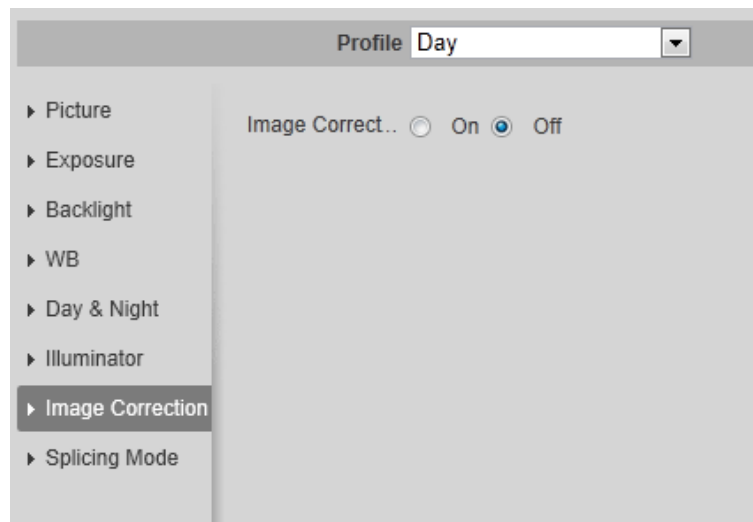 Profile Day
Picture
Image Correct.. On Off
Exposure
Backlight
WB
Day & Night
Illuminator
Image Correction
Splicing Mode